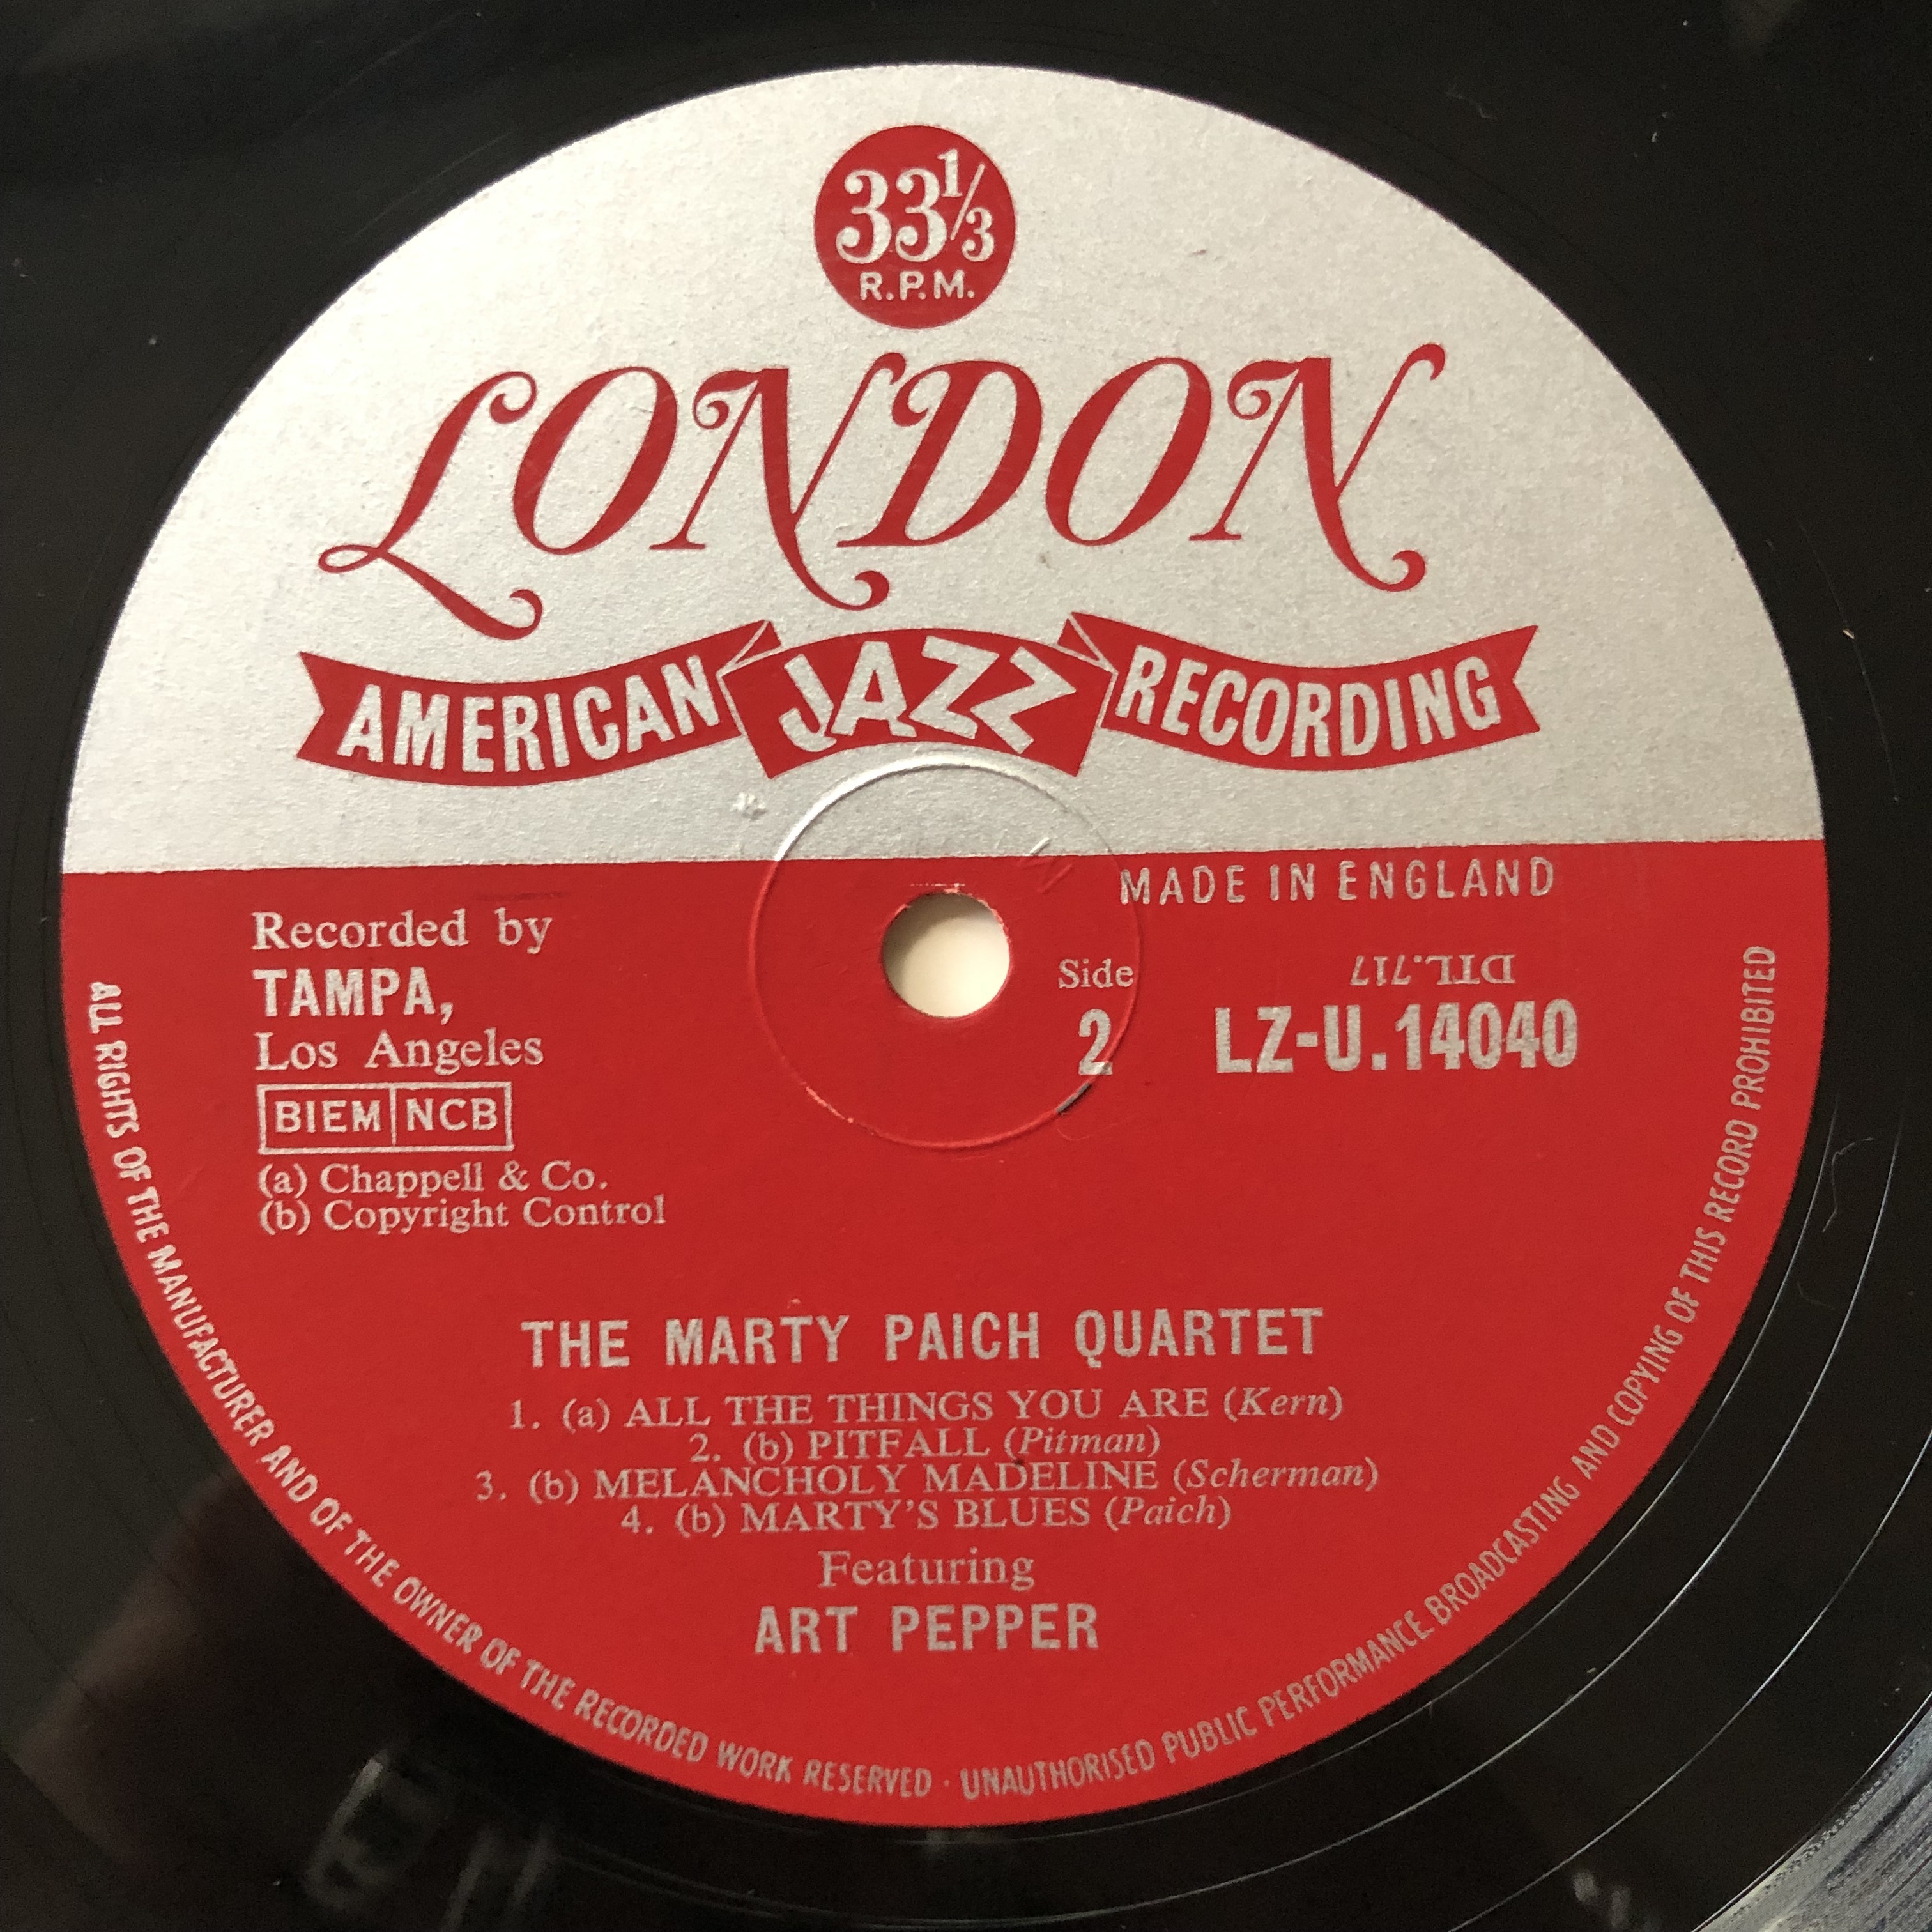 33⅓
R.P.M.
LONDON
AMERICAN JAZZ RECORDING
MADE IN ENGLAND
Recorded by
TAMPA,
Los Angeles
BIEM NCB
(a) Chappell & Co.
(b) Copyright Control
Side
2
DTL.717
LZ-U.14040
THE MARTY PAICH QUARTET
1. (a) ALL THE THINGS YOU ARE (Kern)
2. (b) PITFALL (Pitman)
3. (b) MELANCHOLY MADELINE (Scherman)
4. (b) MARTY'S BLUES (Paich)
Featuring
ART PEPPER
ALL RIGHTS OF THE MANUFACTURER AND OF THE OWNER OF THE RECORDED WORK RESERVED · UNAUTHORISED PUBLIC PERFORMANCE BROADCASTING AND COPYING OF THIS RECORD PROHIBITED